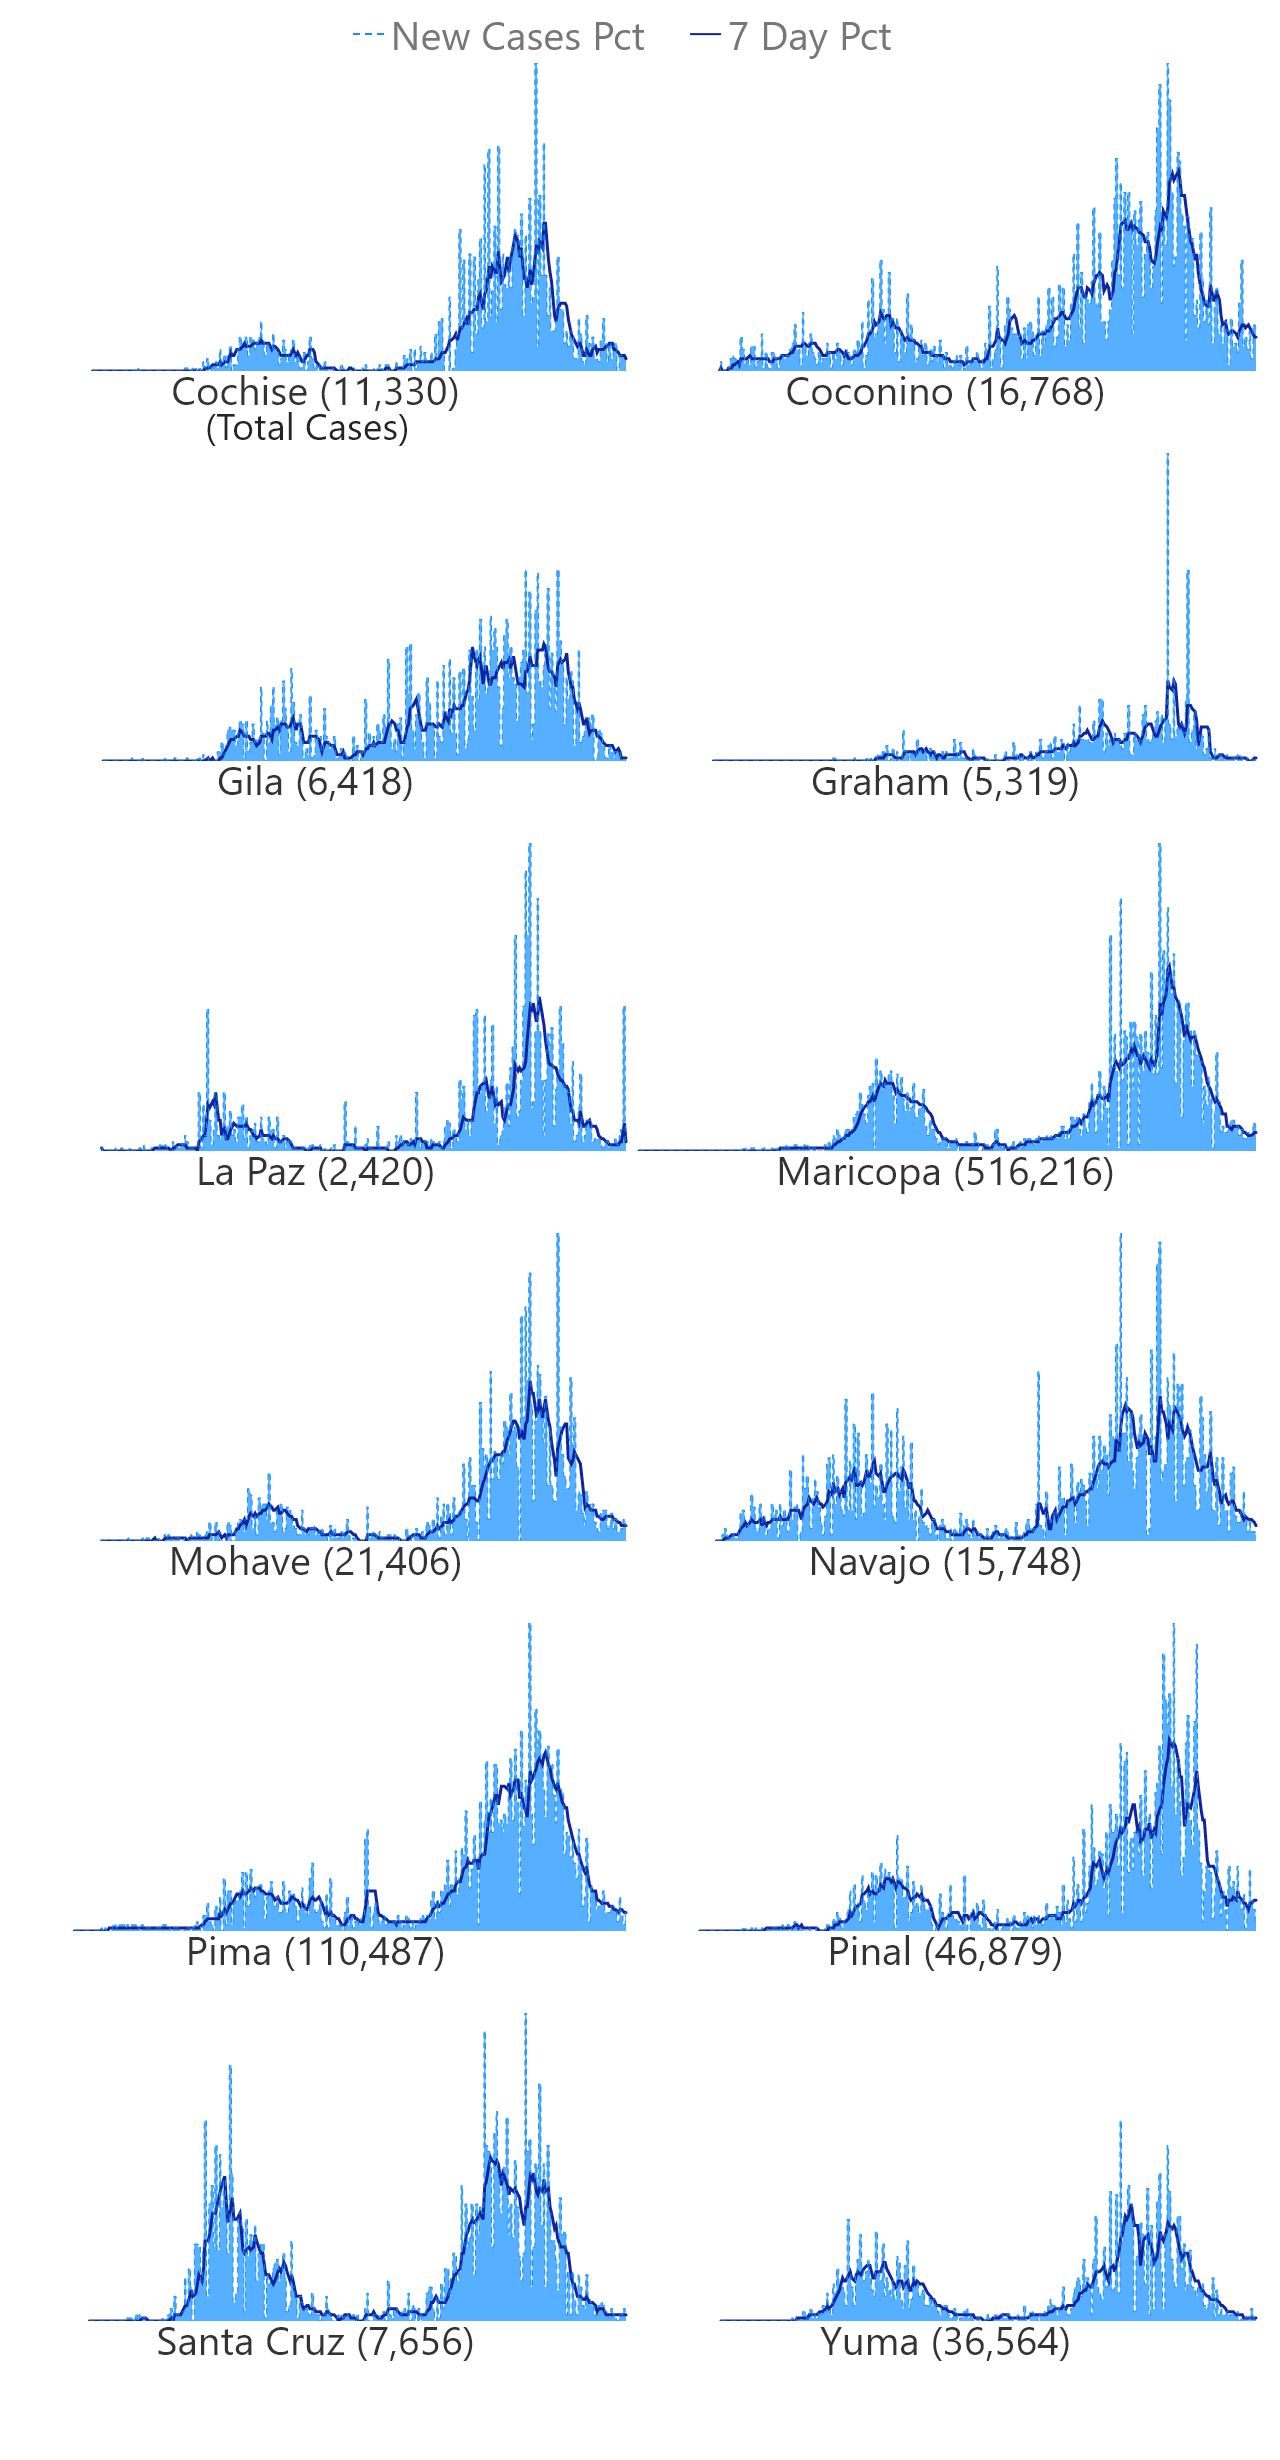 New Cases Pct 7 Day Pct
Cochise (11,330) Coconino (16,768)
(Total Cases)
Gila (6,418) Graham (5,319)
La Paz (2,420) Maricopa (516,216)
Mohave (21,406) Navajo (15,748)
Pima (110,487) Pinal (46,879)
Santa Cruz (7,656) Yuma (36,564)